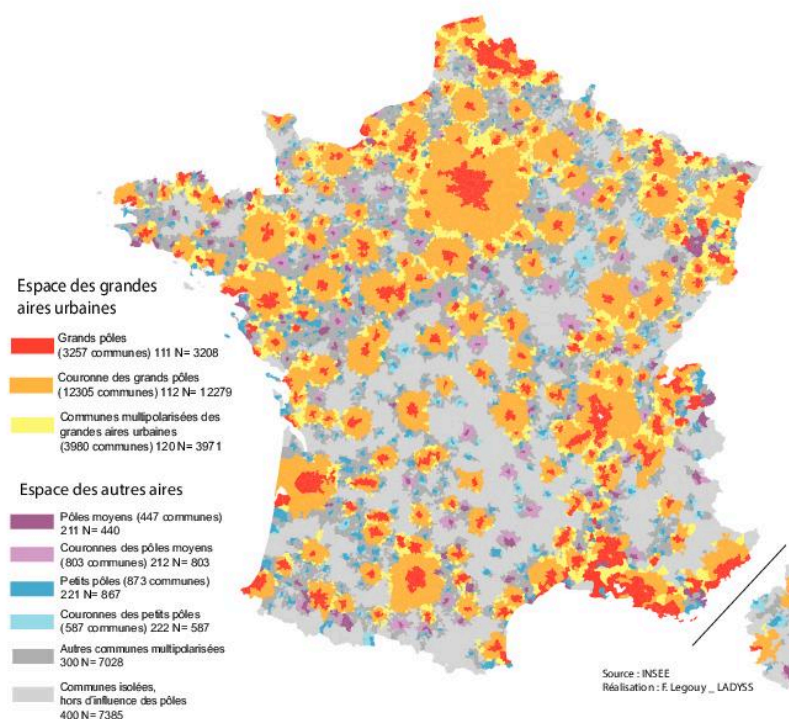 Espace des grandes
aires urbaines
Grands pôles
(3257 communes) 111 N= 3208
Couronne des grands pôles
(12305 communes) 112 N= 12279
Communes multipolarisées des
grandes aires urbaines
(3980 communes) 120 N= 3971
Espace des autres aires
Pôles moyens (447 communes)
211 N= 440
Couronnes des pôles moyens
(803 communes) 212 N= 803
Petits pôles (873 communes)
221 N= 867
Couronnes des petits pôles
(587 communes) 222 N= 587
Autres communes multipolarisées
300 N= 7028
Communes isolées,
hors d'influence des pôles
400 N= 7385
Source : INSEE
Réalisation : F. Legouy _ LADYSS